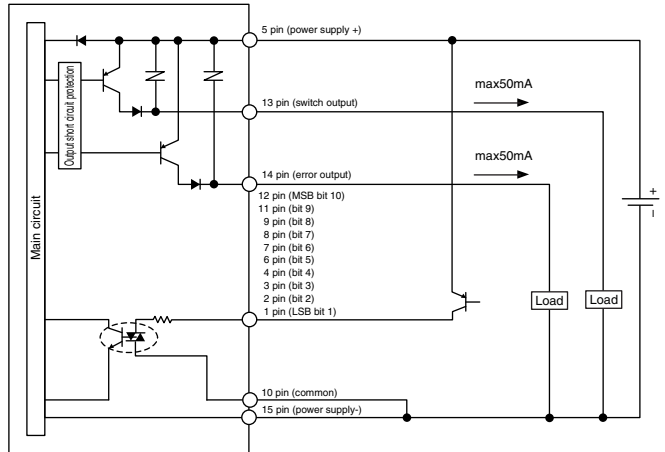 5 pin (power supply +)
Output short circuit protection
max50mA
13 pin (switch output)
max50mA
14 pin (error output)
12 pin (MSB bit 10)
11 pin (bit 9)
9 pin (bit 8)
8 pin (bit 7)
7 pin (bit 6)
6 pin (bit 5)
4 pin (bit 4)
3 pin (bit 3)
2 pin (bit 2)
1 pin (LSB bit 1)
Main circuit
+
−
Load
Load
10 pin (common)
15 pin (power supply-)